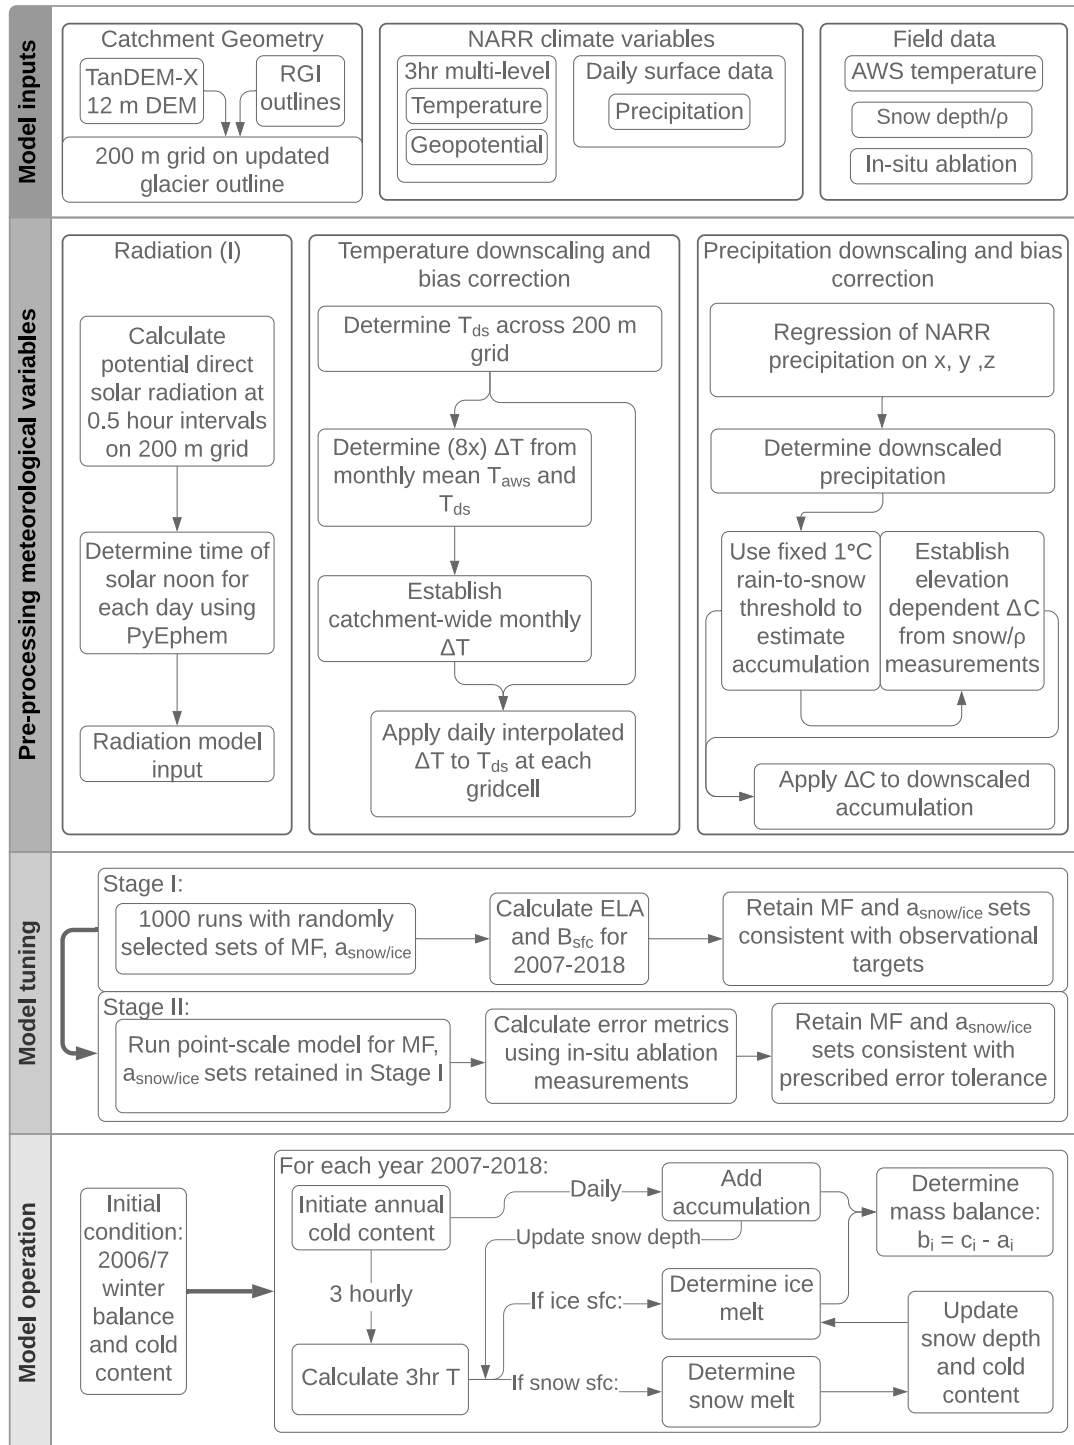 Model inputs
Catchment Geometry
TanDEM-X
12 m DEM
RGI
outlines
200 m grid on updated
glacier outline
NARR climate variables
3hr multi-level
Temperature
Geopotential
Daily surface data
Precipitation
Field data
AWS temperature
Snow depth/ρ
In-situ ablation
Pre-processing meteorological variables
Radiation (I)
Calculate
potential direct
solar radiation at
0.5 hour intervals
on 200 m grid
Determine time of
solar noon for
each day using
PyEphem
Radiation model
input
Temperature downscaling and
bias correction
Determine Tds across 200 m
grid
Determine (8x) ΔT from
monthly mean Taws and
Tds
Establish
catchment-wide monthly
ΔT
Apply daily interpolated
ΔT to Tds at each
gridcell
Precipitation downscaling and bias
correction
Regression of NARR
precipitation on x, y ,z
Determine downscaled
precipitation
Use fixed 1°C
rain-to-snow
threshold to
estimate
accumulation
Establish
elevation
dependent ΔC
from snow/ρ
measurements
Apply ΔC to downscaled
accumulation
Model tuning
Stage I:
1000 runs with randomly
selected sets of MF, asnow/ice
Calculate ELA
and Bsfc for
2007-2018
Retain MF and asnow/ice sets
consistent with observational
targets
Stage II:
Run point-scale model for MF,
asnow/ice sets retained in Stage I
Calculate error metrics
using in-situ ablation
measurements
Retain MF and asnow/ice
sets consistent with
prescribed error tolerance
Model operation
Initial
condition:
2006/7
winter
balance
and cold
content
For each year 2007-2018:
Initiate annual
cold content
Daily
Add
accumulation
Determine
mass balance:
bi = ci - ai
Update snow depth
3 hourly
If ice sfc:
Determine ice
melt
Update
snow depth
and cold
content
Calculate 3hr T
If snow sfc:
Determine
snow melt